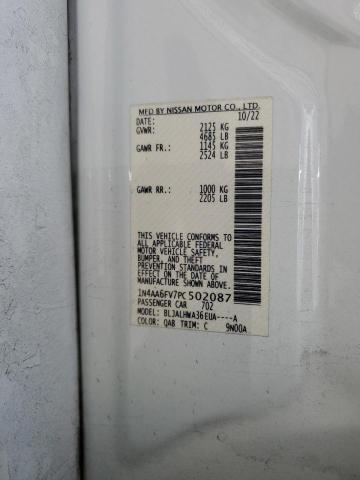 MFD BY NISSAN MOTOR CO., LTD.
DATE: 10/22
GVWR: 2125 KG
4685 LB
GAWR FR.: 1145 KG
2524 LB
GAWR RR.: 1000 KG
2205 LB
THIS VEHICLE CONFORMS
TO ALL APPLICABLE FEDERAL
MOTOR VEHICLE SAFETY,
BUMPER, AND THEFT
PREVENTION STANDARDS IN
EFFECT ON THE DATE OF
MANUFACTURE SHOWN
ABOVE.
1N4AA6FV7PC502087
PASSENGER CAR 702
MODEL: BLJALHWA36EUA----A
COLOR: QAB TRIM: C 9N00A